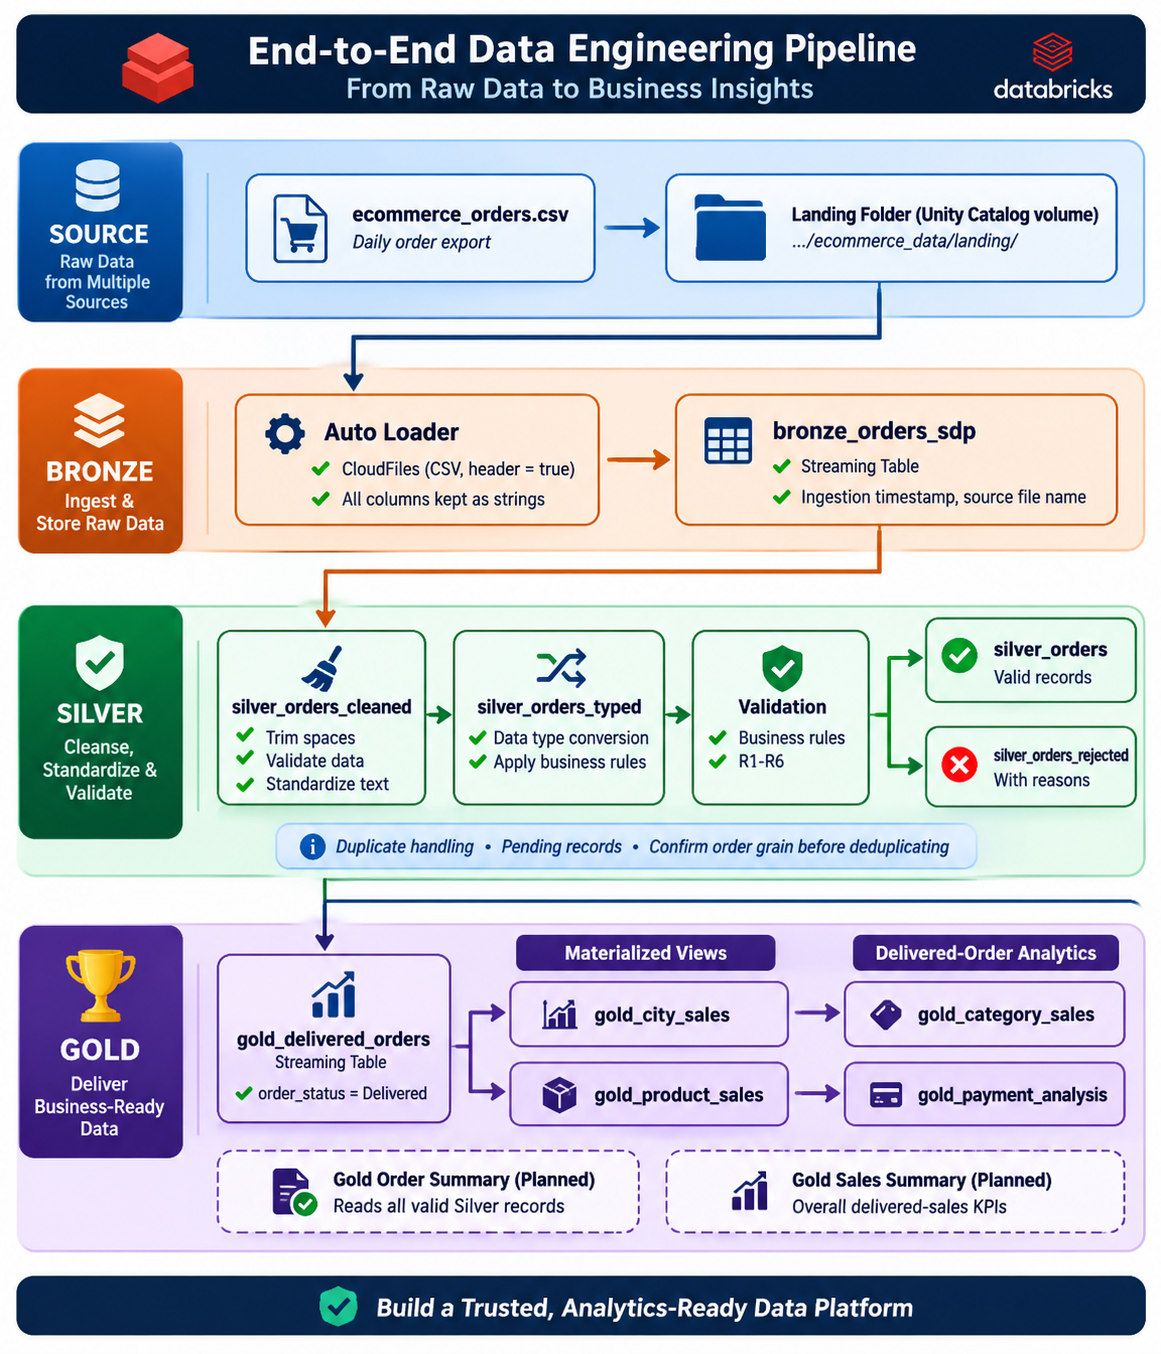 End-to-End Data Engineering Pipeline
From Raw Data to Business Insights
databricks
SOURCE
Raw Data
from Multiple
Sources
ecommerce_orders.csv
Daily order export
Landing Folder (Unity Catalog volume)
.../ecommerce_data/landing/
BRONZE
Ingest &
Store Raw Data
Auto Loader
CloudFiles (CSV, header = true)
All columns kept as strings
bronze_orders_sdp
Streaming Table
Ingestion timestamp, source file name
SILVER
Cleanse,
Standardize &
Validate
silver_orders_cleaned
Trim spaces
Validate data
Standardize text
silver_orders_typed
Data type conversion
Apply business rules
Validation
Business rules
R1-R6
silver_orders
Valid records
silver_orders_rejected
With reasons
i
Duplicate handling • Pending records • Confirm order grain before deduplicating
GOLD
Deliver
Business-Ready
Data
gold_delivered_orders
Streaming Table
order_status = Delivered
Materialized Views
gold_city_sales
gold_product_sales
Delivered-Order Analytics
gold_category_sales
gold_payment_analysis
Gold Order Summary (Planned)
Reads all valid Silver records
Gold Sales Summary (Planned)
Overall delivered-sales KPIs
Build a Trusted, Analytics-Ready Data Platform